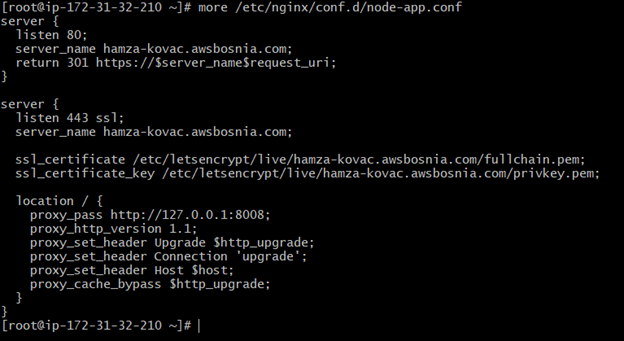 [root@ip-172-31-32-210 ~]# more /etc/nginx/conf.d/node-app.conf
server {
  listen 80;
  server_name hamza-kovac.awsbosnia.com;
  return 301 https://$server_name$request_uri;
}

server {
  listen 443 ssl;
  server_name hamza-kovac.awsbosnia.com;

  ssl_certificate /etc/letsencrypt/live/hamza-kovac.awsbosnia.com/fullchain.pem;
  ssl_certificate_key /etc/letsencrypt/live/hamza-kovac.awsbosnia.com/privkey.pem;

  location / {
    proxy_pass http://127.0.0.1:8008;
    proxy_http_version 1.1;
    proxy_set_header Upgrade $http_upgrade;
    proxy_set_header Connection 'upgrade';
    proxy_set_header Host $host;
    proxy_cache_bypass $http_upgrade;
  }
}
[root@ip-172-31-32-210 ~]#